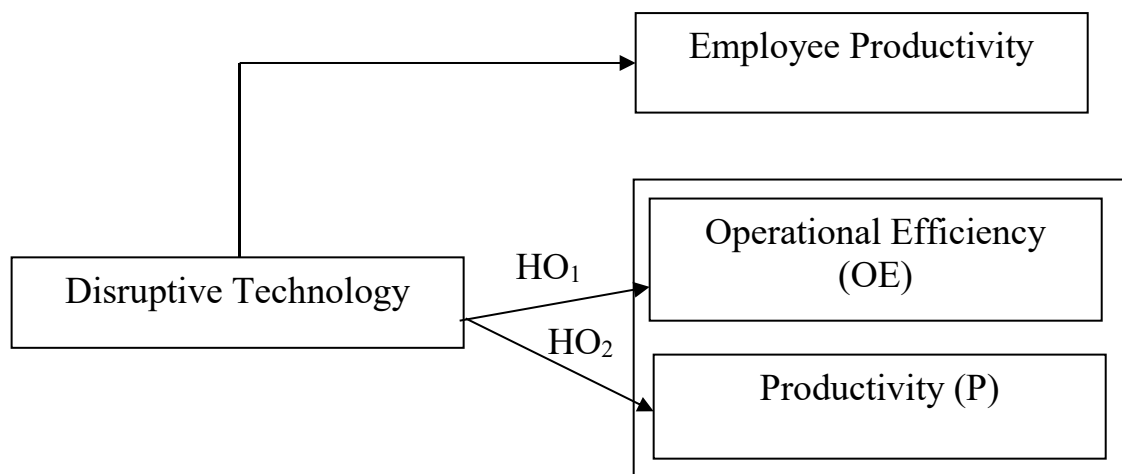 Employee Productivity
Operational Efficiency
(OE)
Disruptive Technology
HO₁
HO₂
Productivity (P)